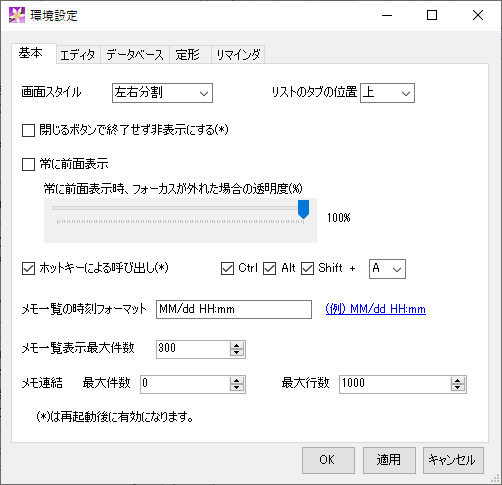 環境設定
基本 エディタ データベース 定形 リマインダ
画面スタイル 左右分割 リストのタブの位置 上
閉じるボタンで終了せず非表示にする(*)
常に前面表示
常に前面表示時、フォーカスが外れた場合の透明度(%)
100%
ホットキーによる呼び出し(*) Ctrl Alt Shift + A
メモ一覧の時刻フォーマット MM/dd HH:mm (例) MM/dd HH:mm
メモ一覧表示最大件数 300
メモ連結 最大件数 0 最大行数 1000
(*)は再起動後に有効になります。
OK 適用 キャンセル